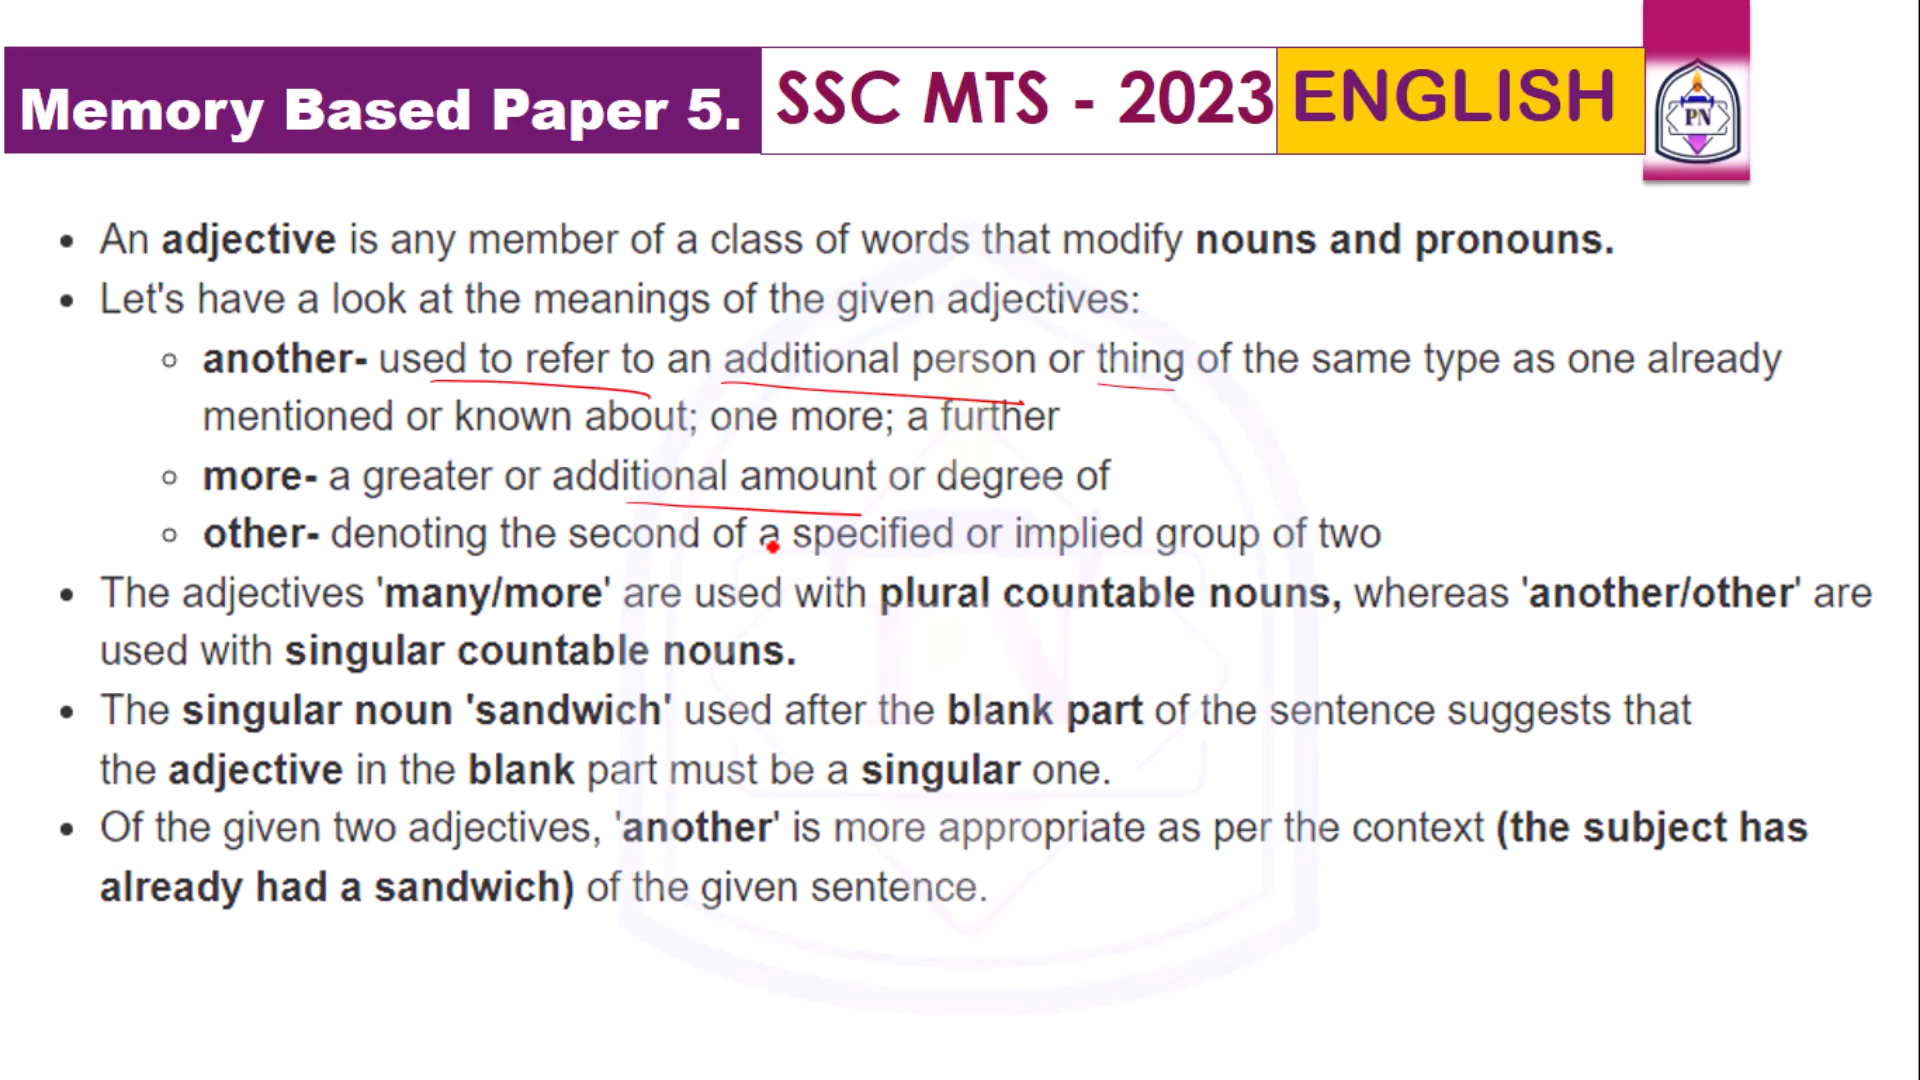 Memory Based Paper 5. SSC MTS - 2023 ENGLISH
PN
• An adjective is any member of a class of words that modify nouns and pronouns.
• Let's have a look at the meanings of the given adjectives:
○ another- used to refer to an additional person or thing of the same type as one already
mentioned or known about; one more; a further
○ more- a greater or additional amount or degree of
○ other- denoting the second of a specified or implied group of two
• The adjectives 'many/more' are used with plural countable nouns, whereas 'another/other' are
used with singular countable nouns.
• The singular noun 'sandwich' used after the blank part of the sentence suggests that
the adjective in the blank part must be a singular one.
• Of the given two adjectives, 'another' is more appropriate as per the context (the subject has
already had a sandwich) of the given sentence.